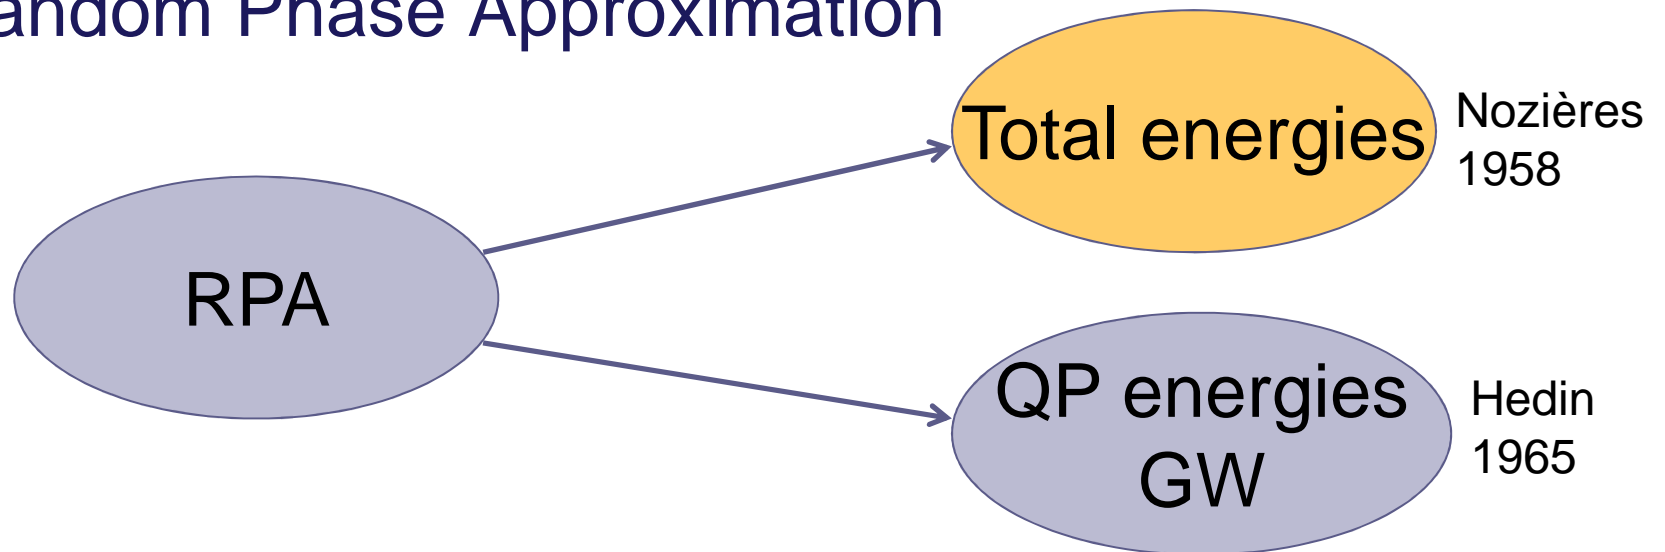 andom Phase Approximation
Total energies
Nozières
1958
RPA
QP energies
GW
Hedin
1965